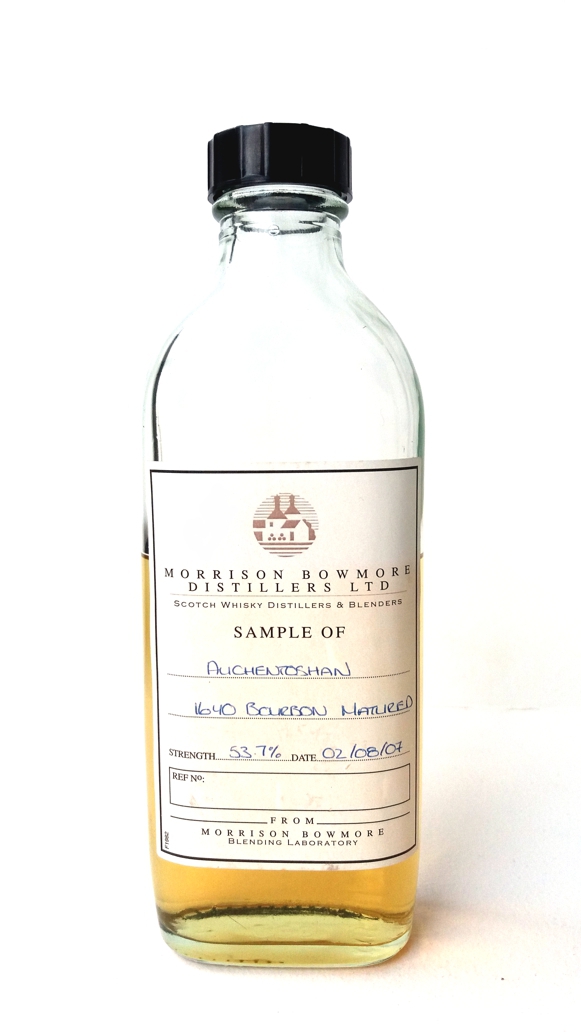 MORRISON BOWMORE
DISTILLERS LTD
SCOTCH WHISKY DISTILLERS & BLENDERS
SAMPLE OF
AUCHENTOSHAN
1640 BOURBON MATURED
STRENGTH 53.7% DATE 02/08/07
REF No:
FROM
MORRISON BOWMORE
BLENDING LABORATORY